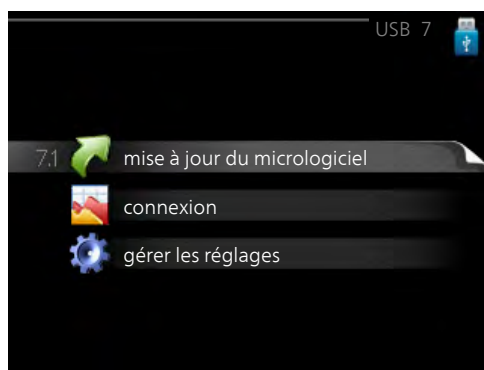 USB 7
7.1 mise à jour du micrologiciel
connexion
gérer les réglages